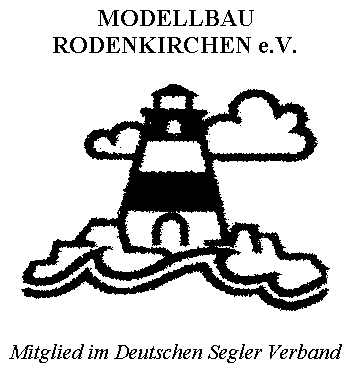 MODELLBAU
RODENKIRCHEN e.V.
Mitglied im Deutschen Segler Verband